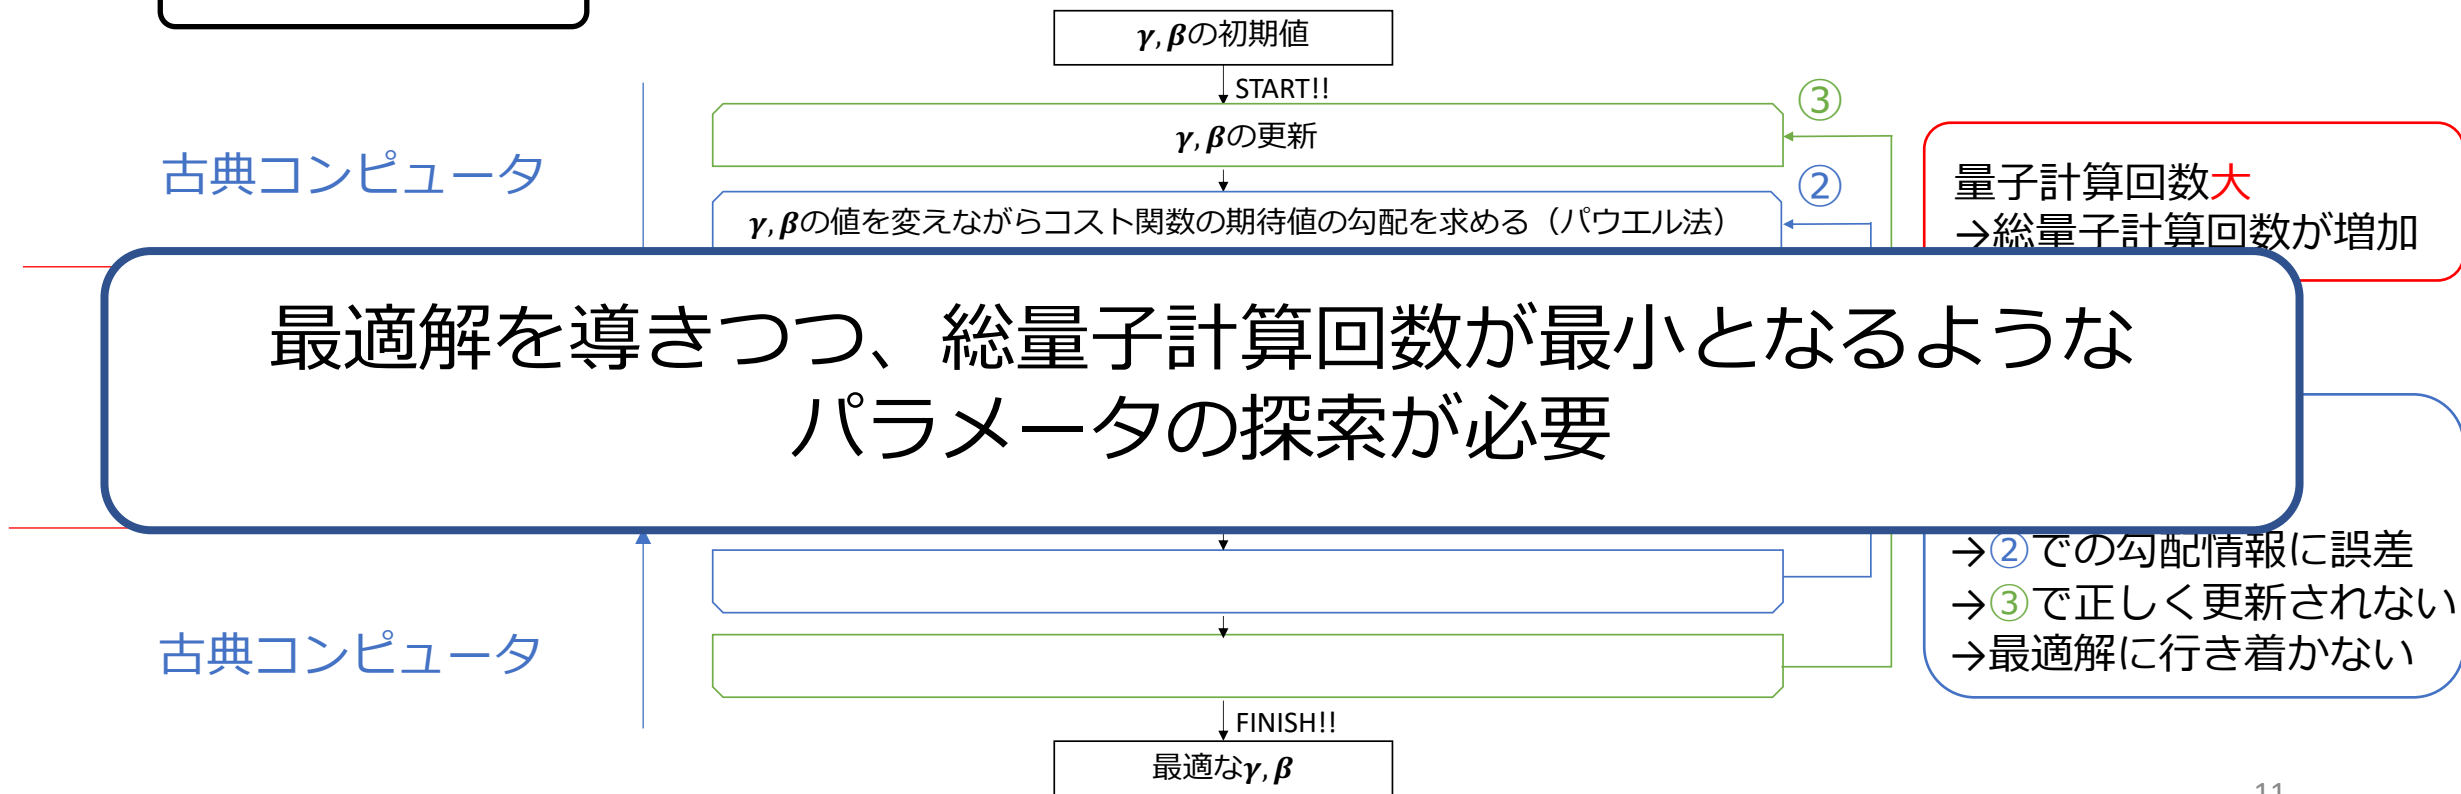 γ, βの初期値
START!!
③
γ, βの更新
古典コンピュータ
②
γ, βの値を変えながらコスト関数の期待値の勾配を求める（パウエル法）
量子計算回数大
→総量子計算回数が増加
最適解を導きつつ、総量子計算回数が最小となるような
パラメータの探索が必要
→②での勾配情報に誤差
→③で正しく更新されない
→最適解に行き着かない
古典コンピュータ
FINISH!!
最適なγ, β
11